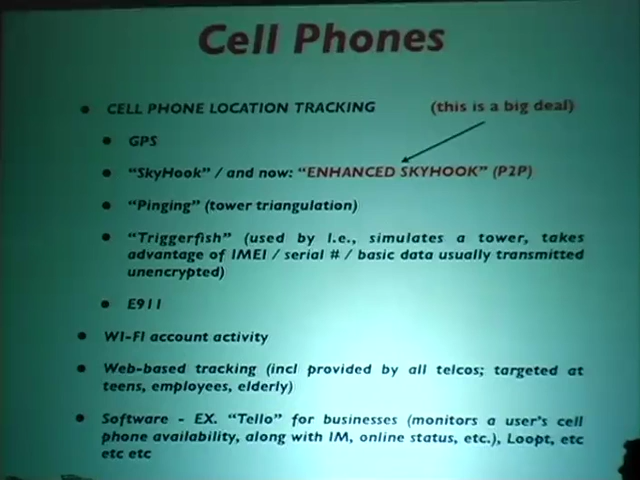 Cell Phones
• CELL PHONE LOCATION TRACKING (this is a big deal)
• GPS
• "SkyHook" / and now: "ENHANCED SKYHOOK" (P2P)
• "Pinging" (tower triangulation)
• "Triggerfish" (used by l.e., simulates a tower, takes
advantage of IMEI / serial # / basic data usually transmitted
unencrypted)
• E911
• WI-FI account activity
• Web-based tracking (incl provided by all telcos; targeted at
teens, employees, elderly)
• Software - EX. "Tello" for businesses (monitors a user's cell
phone availability, along with IM, online status, etc.), Loopt, etc
etc etc